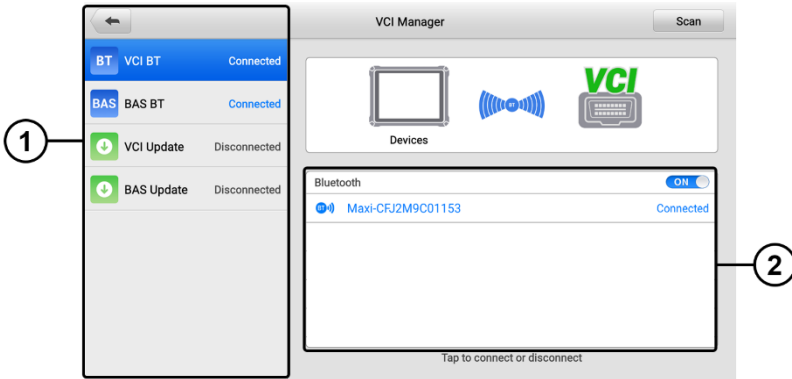 VCI Manager
Scan
BT VCI BT Connected
BAS BAS BT Connected
VCI Update Disconnected
BAS Update Disconnected
1
BT
VCI
Devices
Bluetooth ON
BT Maxi-CFJ2M9C01153 Connected
2
Tap to connect or disconnect